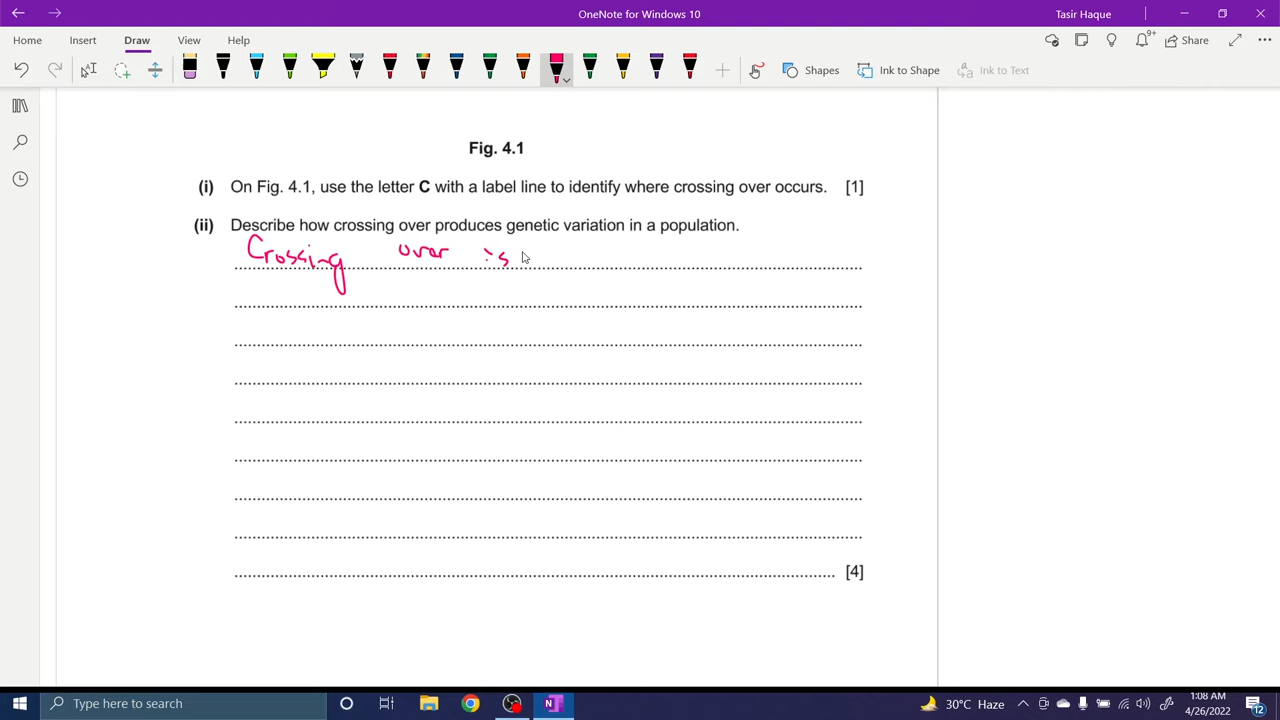 OneNote for Windows 10
Tasir Haque
Home Insert Draw View Help
9+
Share
Shapes
Ink to Shape
Ink to Text
Fig. 4.1
(i) On Fig. 4.1, use the letter C with a label line to identify where crossing over occurs. [1]
(ii) Describe how crossing over produces genetic variation in a population.
Crossing over is
[4]
Type here to search
30°C Haze
1:08 AM
4/26/2022
12